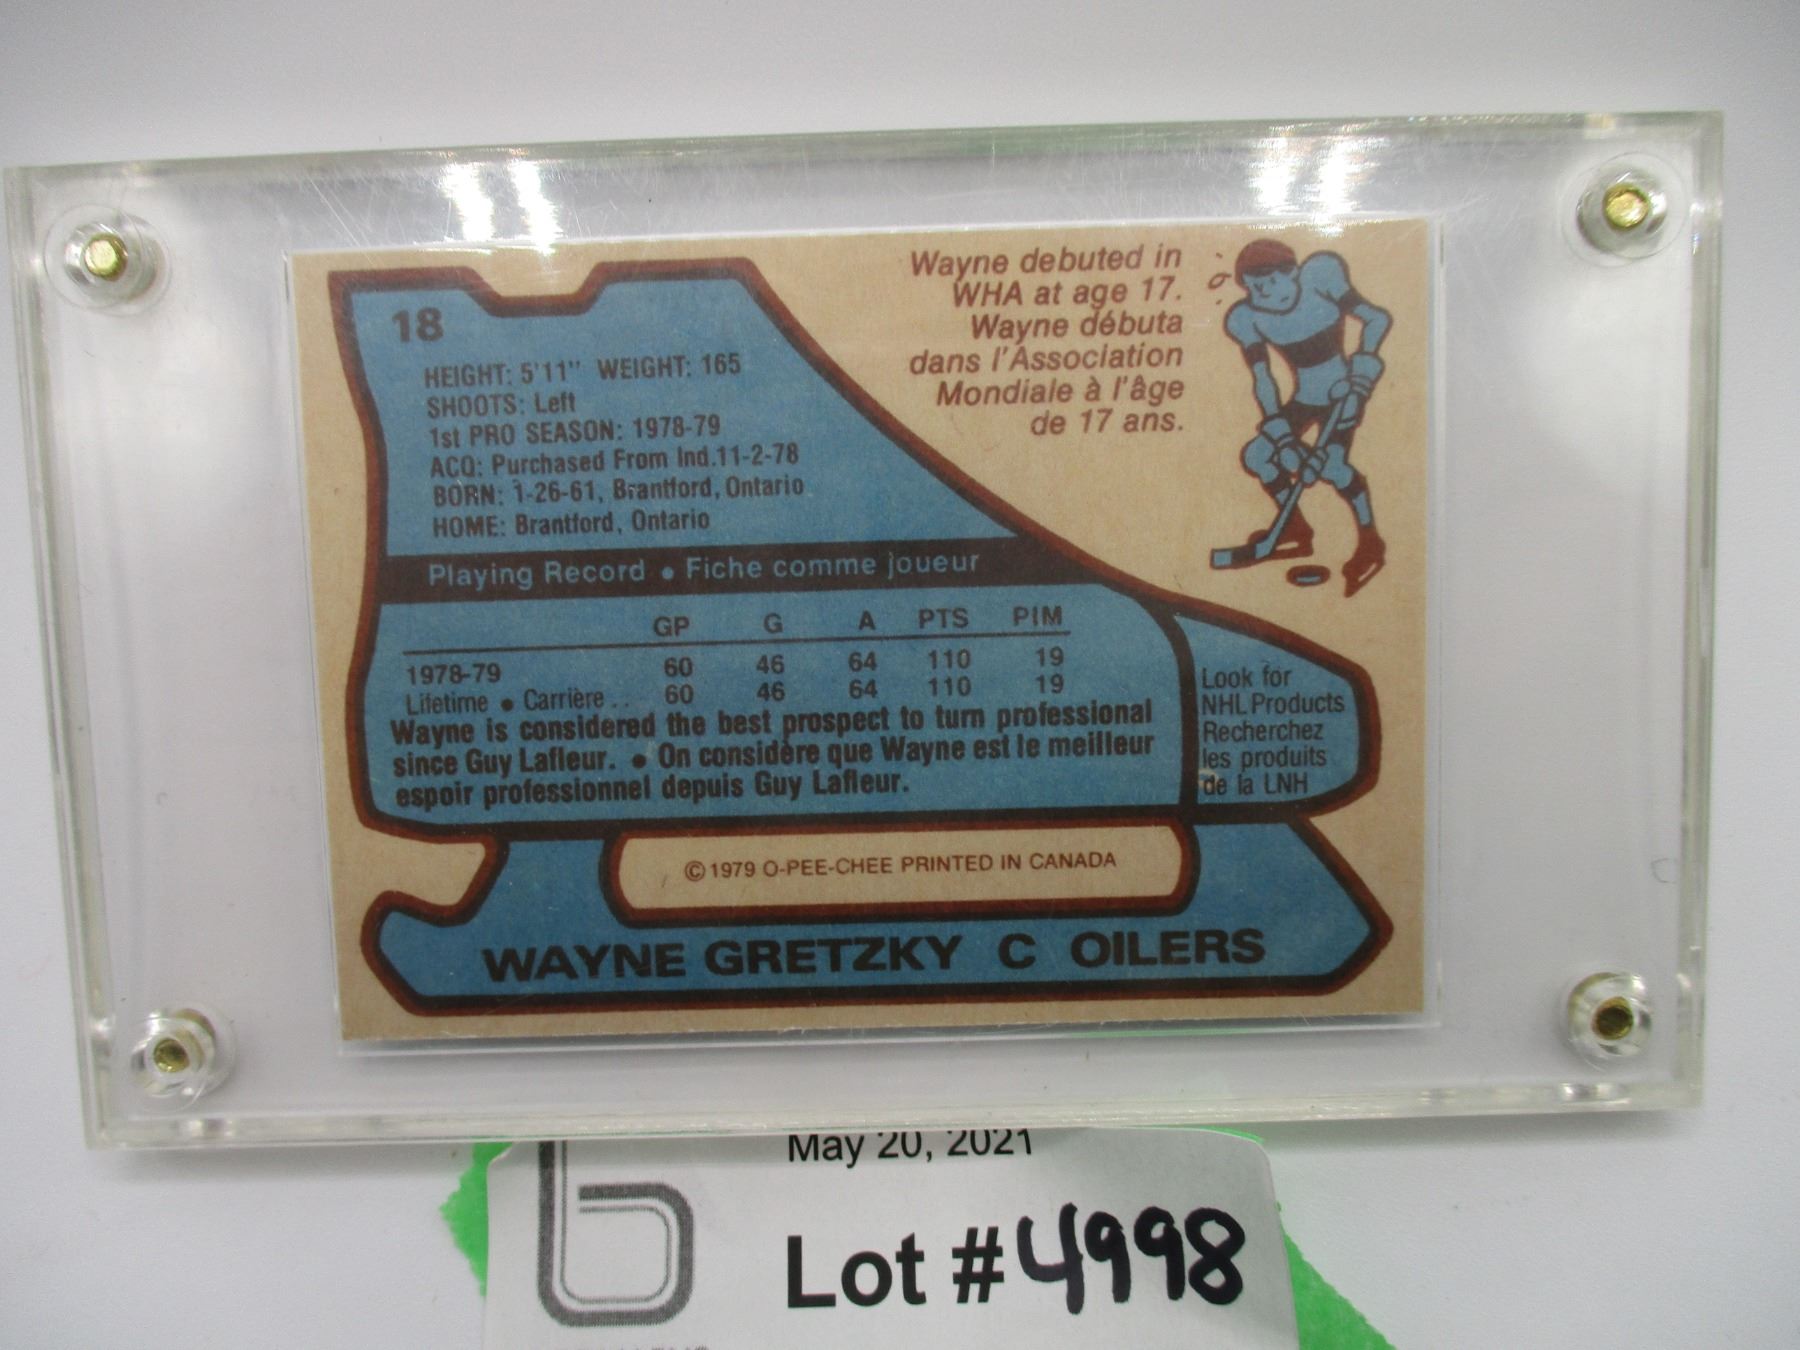 18
HEIGHT: 5'11" WEIGHT: 165
SHOOTS: Left
1st PRO SEASON: 1978-79
ACQ: Purchased From Ind.11-2-78
BORN: 1-26-61, Brantford, Ontario
HOME: Brantford, Ontario
Wayne debuted in
WHA at age 17.
Wayne débuta
dans l'Association
Mondiale à l'âge
de 17 ans.
Playing Record • Fiche comme joueur
GP G A PTS PIM
1978-79 60 46 64 110 19
Lifetime • Carrière .. 60 46 64 110 19
Wayne is considered the best prospect to turn professional
since Guy Lafleur. • On considère que Wayne est le meilleur
espoir professionnel depuis Guy Lafleur.
Look for
NHL Products
Recherchez
les produits
de la LNH
© 1979 O-PEE-CHEE PRINTED IN CANADA
WAYNE GRETZKY C OILERS
May 20, 2021
Lot #4998